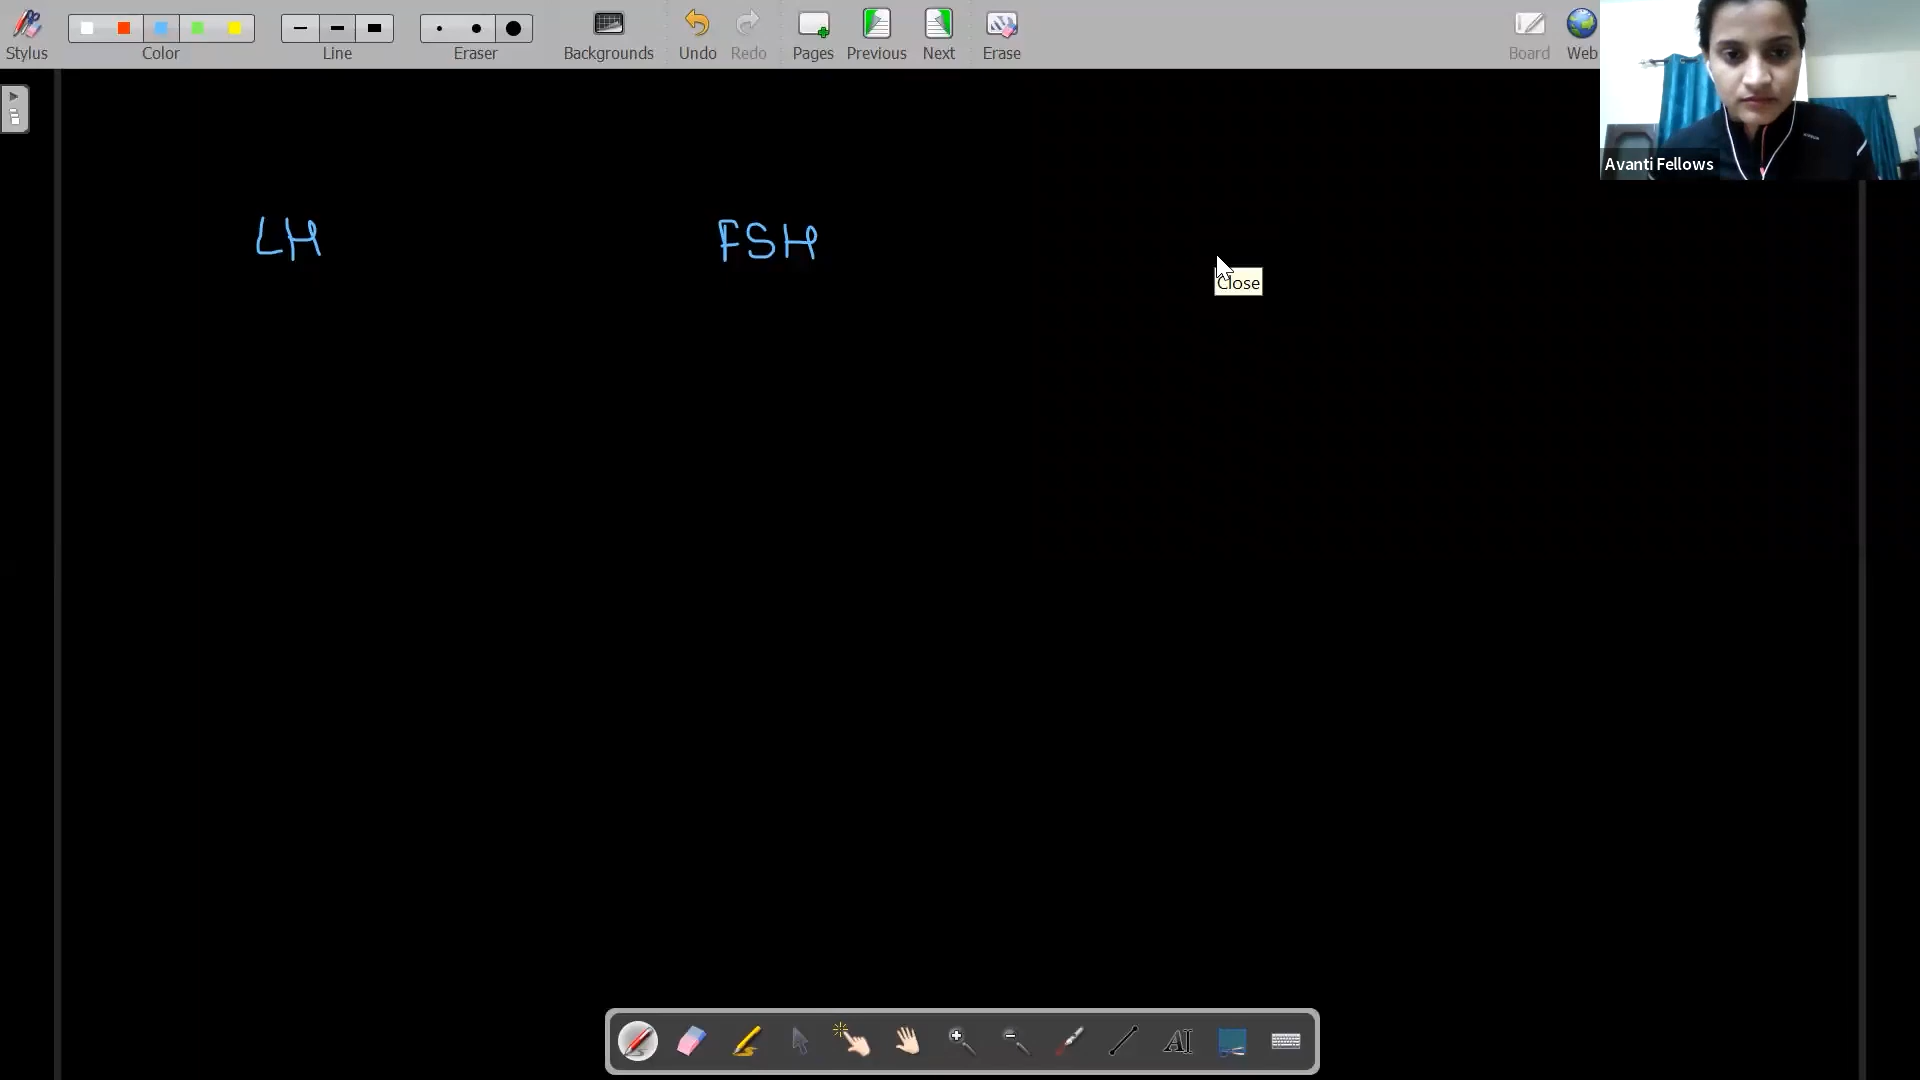 Stylus Color Line Eraser Backgrounds Undo Redo Pages Previous Next Erase Board Web
Avanti Fellows
LH FSH
Close